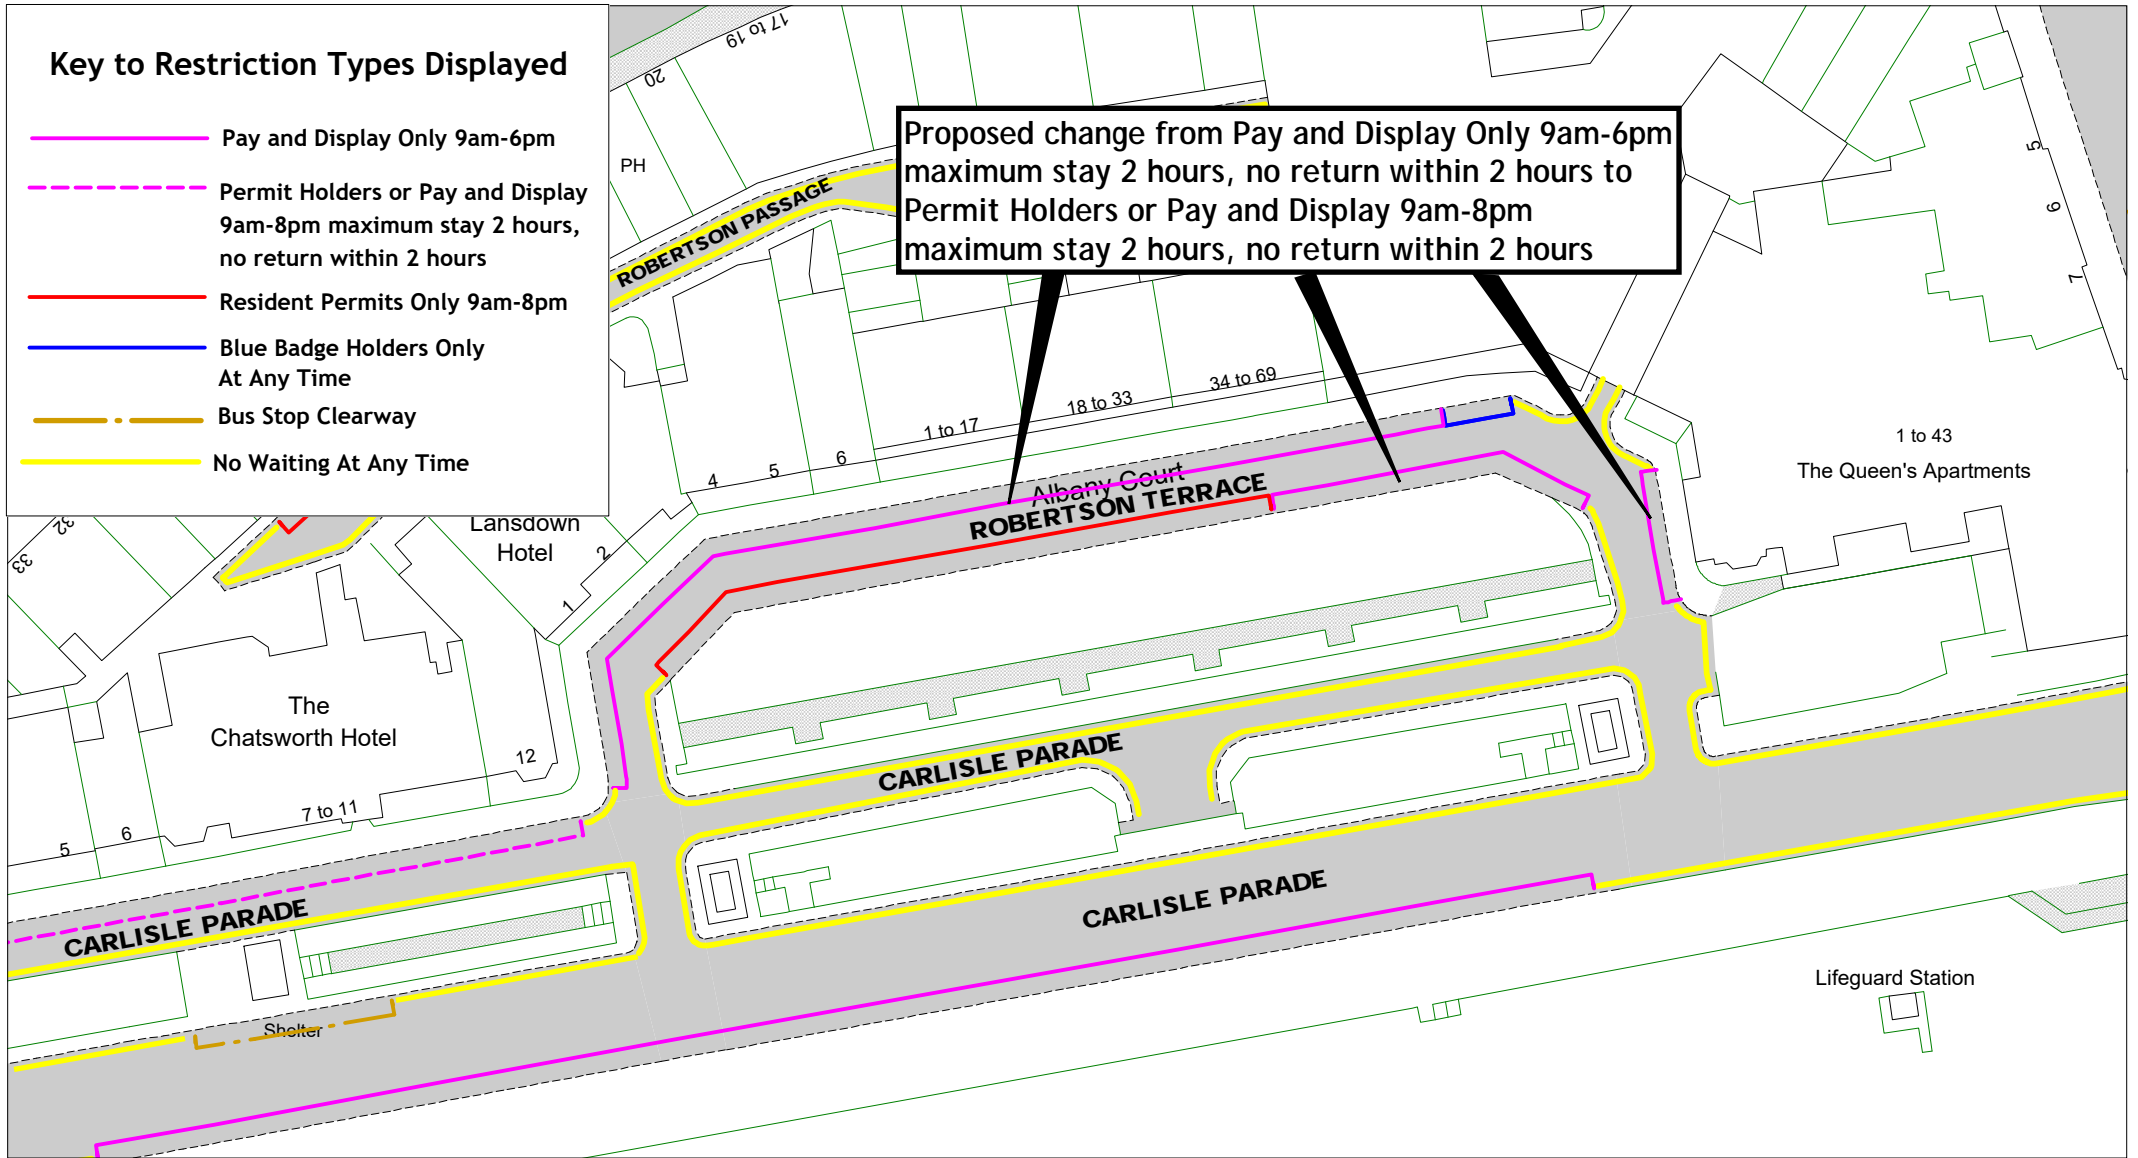 Key to Restriction Types Displayed
Pay and Display Only 9am-6pm
Permit Holders or Pay and Display
9am-8pm maximum stay 2 hours,
no return within 2 hours
Resident Permits Only 9am-8pm
Blue Badge Holders Only
At Any Time
Bus Stop Clearway
No Waiting At Any Time
17 to 19
20
PH
ROBERTSON PASSAGE
Proposed change from Pay and Display Only 9am-6pm
maximum stay 2 hours, no return within 2 hours to
Permit Holders or Pay and Display 9am-8pm
maximum stay 2 hours, no return within 2 hours
5
6
7
34 to 69
18 to 33
1 to 17
6
5
4
Albany Court
ROBERTSON TERRACE
1 to 43
The Queen's Apartments
32
33
Lansdown
Hotel
2
1
The
Chatsworth Hotel
12
7 to 11
6
5
CARLISLE PARADE
CARLISLE PARADE
CARLISLE PARADE
Shelter
Lifeguard Station